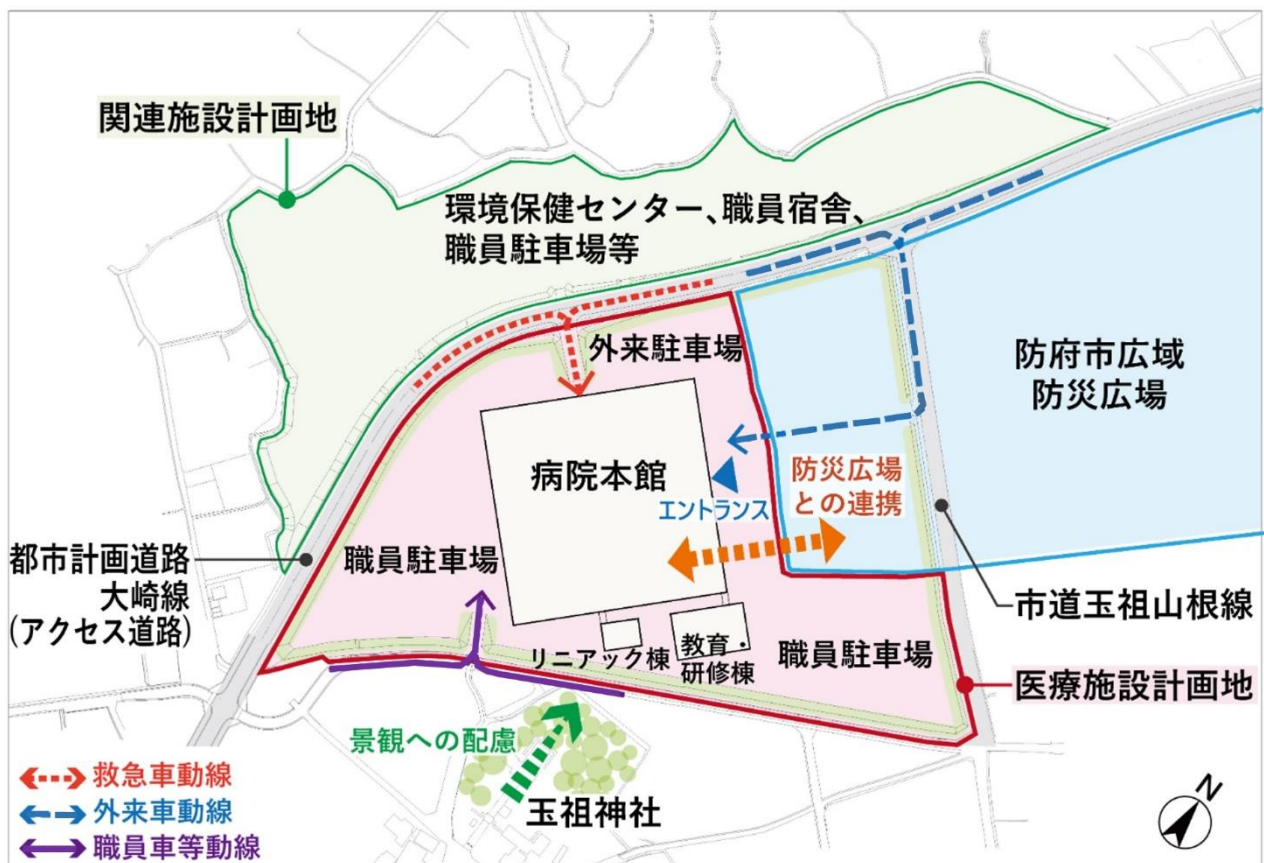 関連施設計画地
環境保健センター、職員宿舎、
職員駐車場等
外来駐車場
防府市広域
防災広場
病院本館
エントランス
防災広場
との連携
都市計画道路
大崎線
(アクセス道路)
職員駐車場
市道玉祖山根線
リニアック棟
教育・
研修棟
職員駐車場
医療施設計画地
景観への配慮
玉祖神社
救急車動線
外来車動線
職員車等動線
N